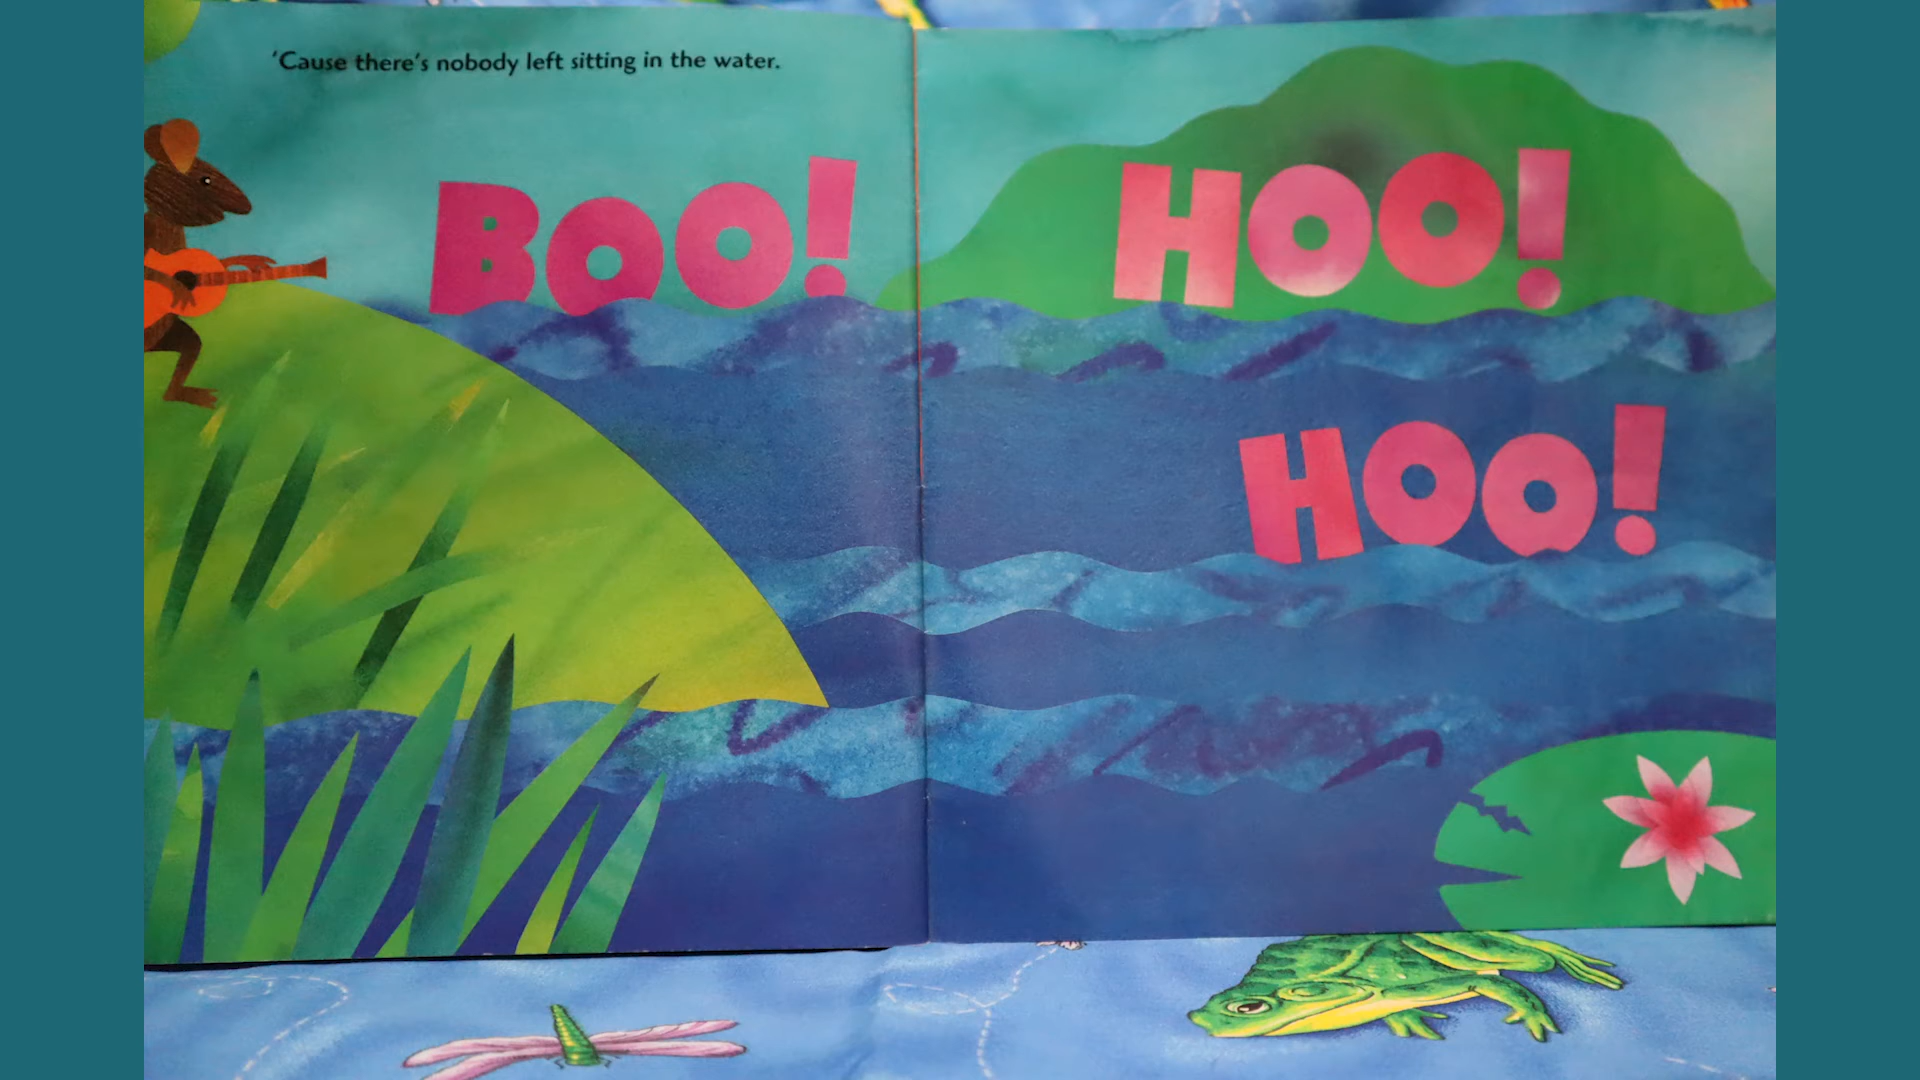 ‘Cause there’s nobody left sitting in the water.
BOO!
HOO!
HOO!